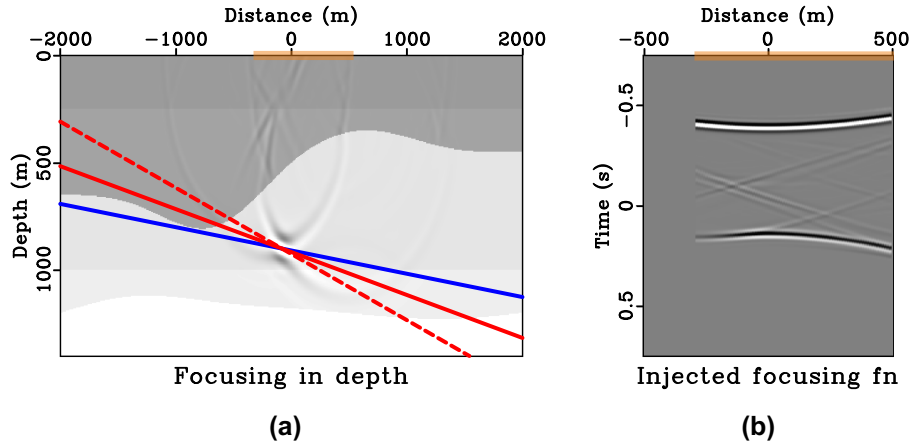 Distance (m)
−2000 −1000 0 1000 2000
Depth (m)
0
500
1000
Focusing in depth
(a)
Distance (m)
−500 0 500
Time (s)
−0.5
0
0.5
Injected focusing fn
(b)